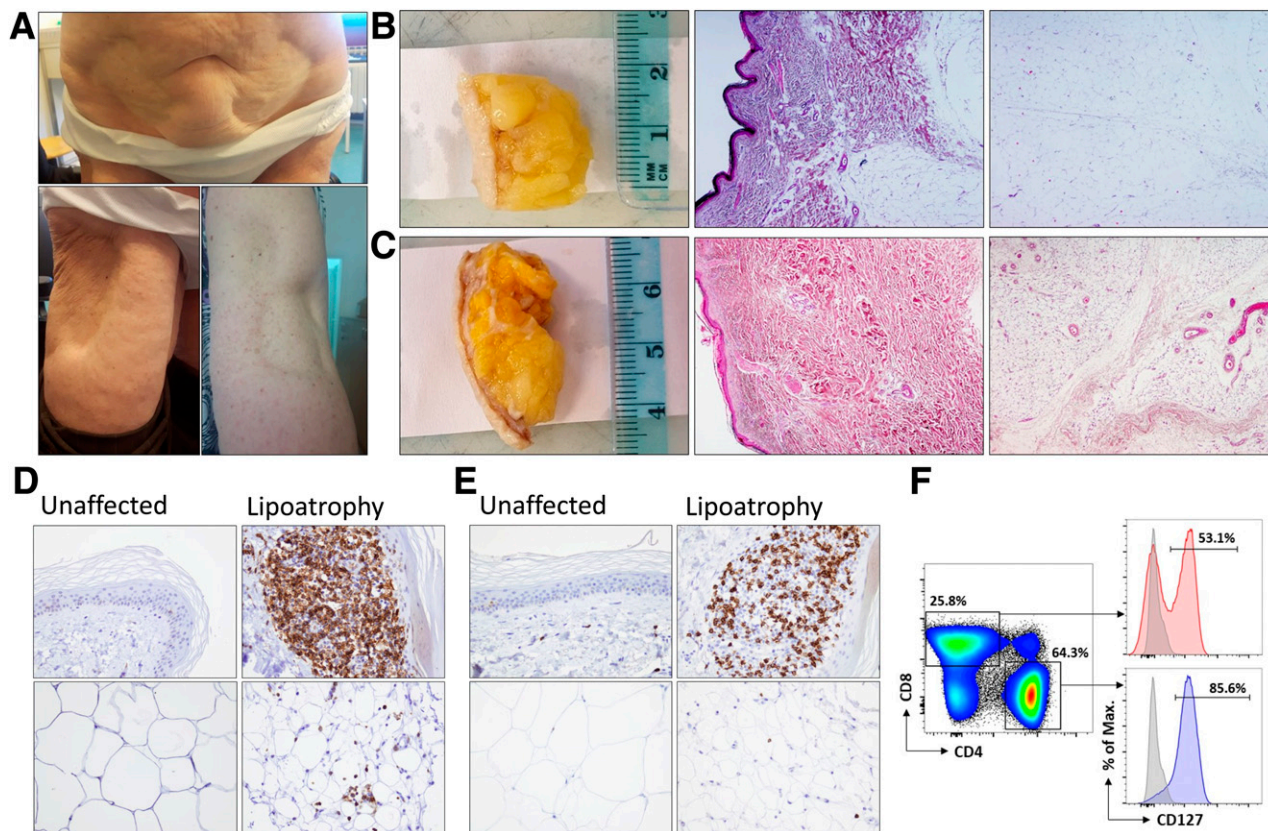 A
B
3
2
1
MM
CM
C
6
5
4
D
Unaffected
Lipoatrophy
E
Unaffected
Lipoatrophy
F
25.8%
64.3%
CD8
CD4
53.1%
85.6%
% of Max.
CD127